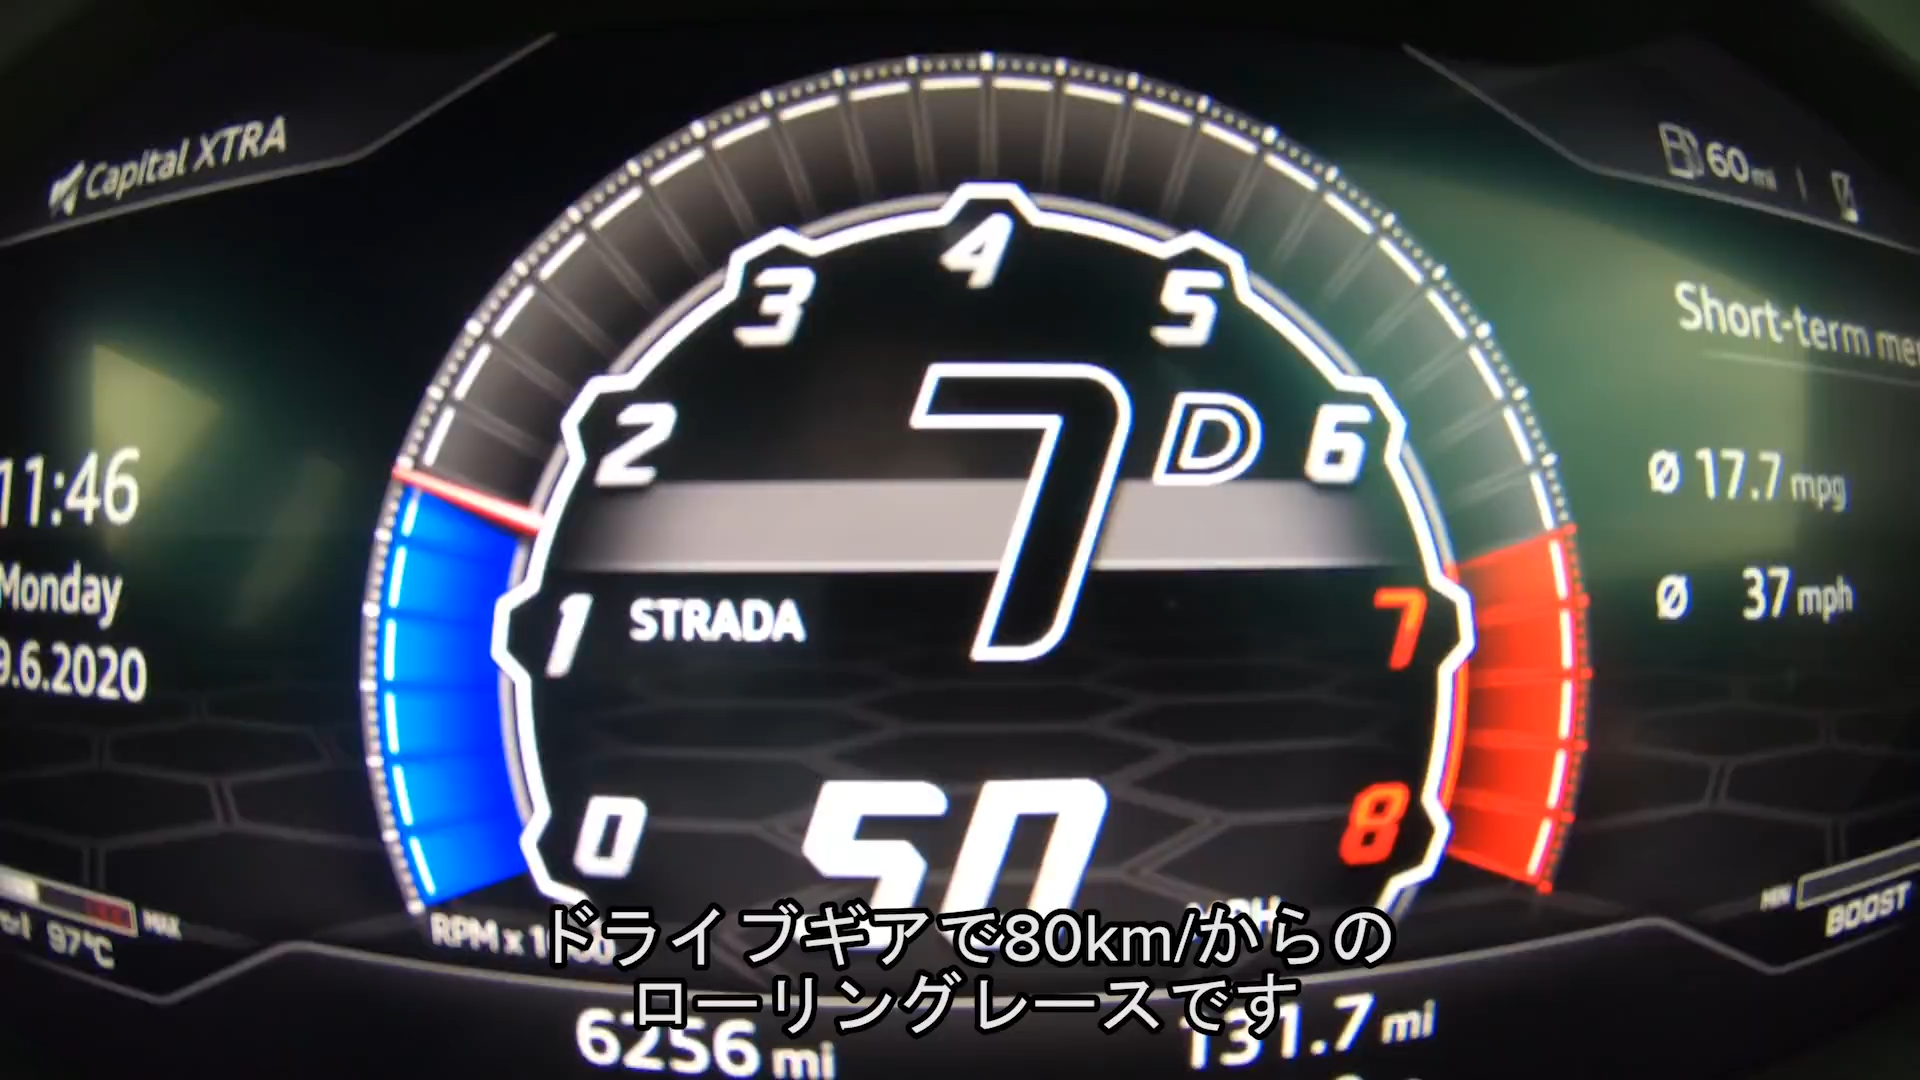 Capital XTRA
60 mi
Short-term
11:46
Monday
9.6.2020
Ø 17.7 mpg
Ø 37 mph
0
1
2
3
4
5
6
7
8
7 D
STRADA
50
97°C
MAX
MIN
BOOST
RPM x
ドライブギアで80km/からの
ローリングレースです
6256 mi
131.7 mi